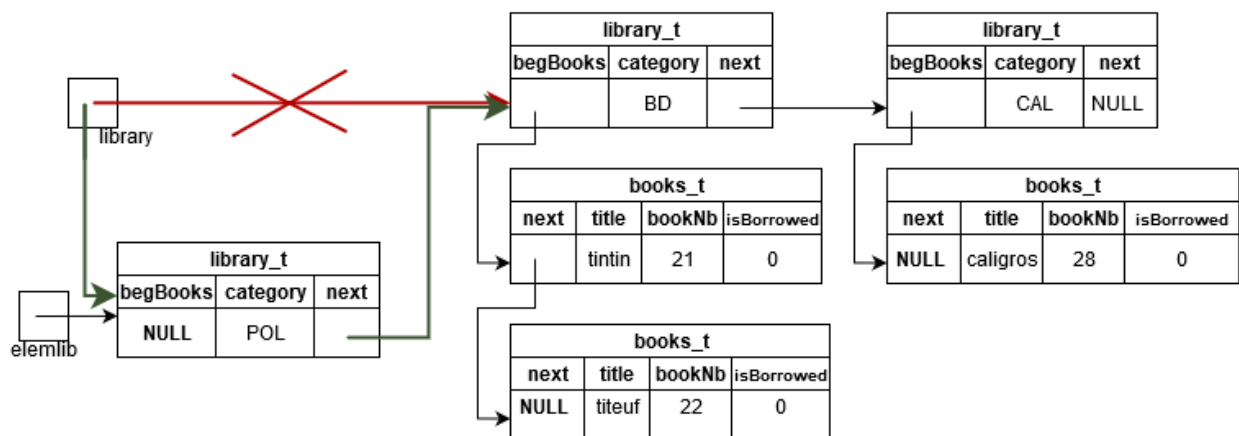 library_t library_t
begBooks category next begBooks category next
BD CAL NULL
library
books_t books_t
next title bookNb isBorrowed next title bookNb isBorrowed
tintin 21 0 NULL caligros 28 0
library_t
begBooks category next
NULL POL
elemlib
books_t
next title bookNb isBorrowed
NULL titeuf 22 0